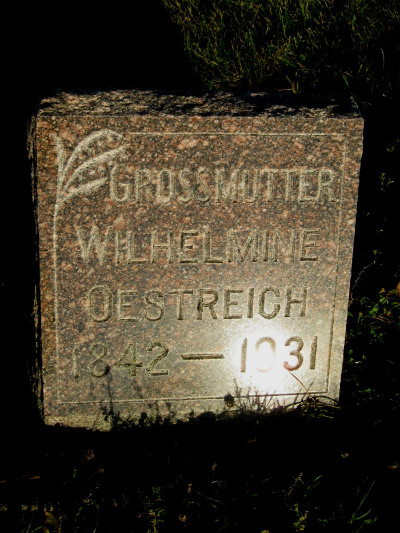 GROSSMUTTER
WILHELMINE
OESTREICH
1842 — 1931